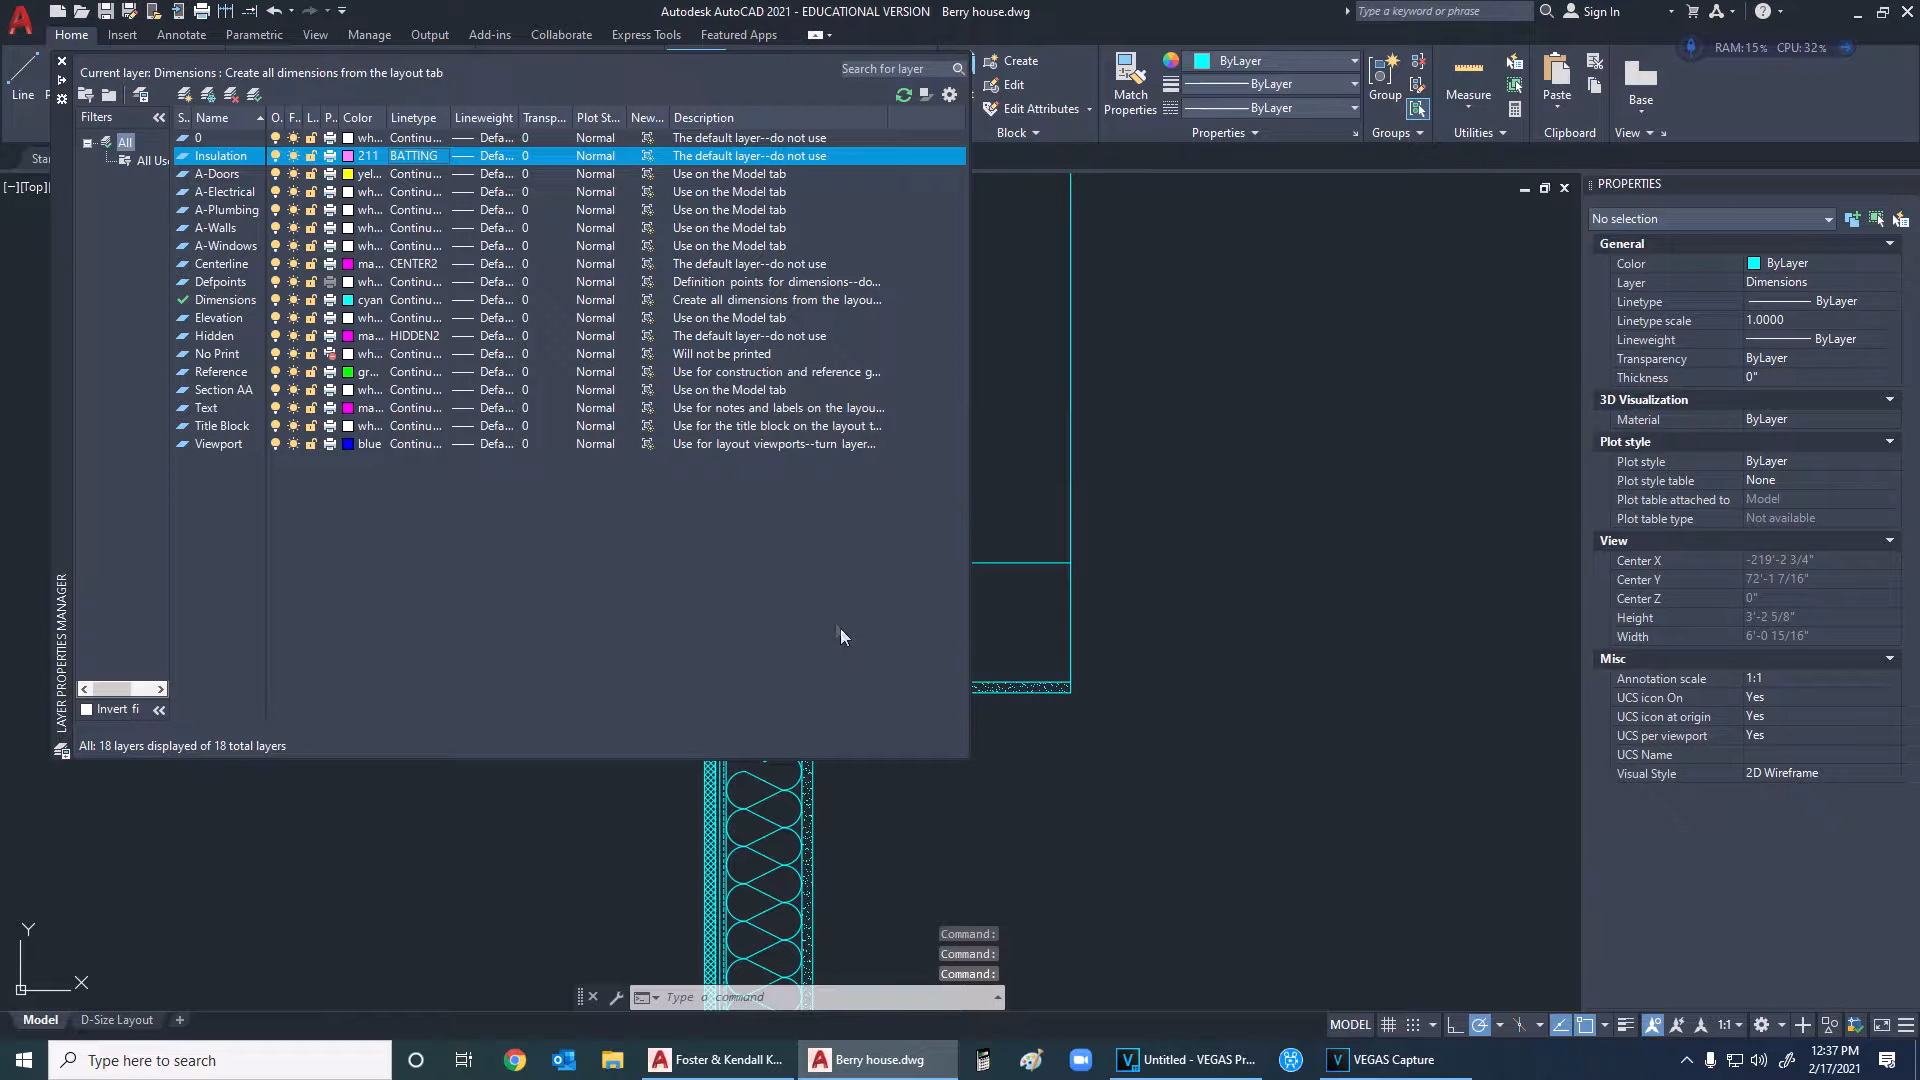 Autodesk AutoCAD 2021 - EDUCATIONAL VERSION Berry house.dwg
Type a keyword or phrase
Sign In
Home Insert Annotate Parametric View Manage Output Add-ins Collaborate Express Tools Featured Apps
RAM:15% CPU:32%
Line
Create
Edit
Edit Attributes
Block
Match
Properties
ByLayer
ByLayer
ByLayer
Properties
Group
Groups
Measure
Utilities
Paste
Clipboard
Base
View
Current layer: Dimensions : Create all dimensions from the layout tab
Search for layer
Filters
All
All Use
Invert fi
S.. Name O. F.. L.. P.. Color Linetype Lineweight Transp... Plot St... New... Description
0 wh... Continu... Defa... 0 Normal The default layer--do not use
Insulation 211 BATTING Defa... 0 Normal The default layer--do not use
A-Doors yel... Continu... Defa... 0 Normal Use on the Model tab
A-Electrical wh... Continu... Defa... 0 Normal Use on the Model tab
A-Plumbing wh... Continu... Defa... 0 Normal Use on the Model tab
A-Walls wh... Continu... Defa... 0 Normal Use on the Model tab
A-Windows wh... Continu... Defa... 0 Normal Use on the Model tab
Centerline ma... CENTER2 Defa... 0 Normal The default layer--do not use
Defpoints wh... Continu... Defa... 0 Normal Definition points for dimensions--do...
Dimensions cyan Continu... Defa... 0 Normal Create all dimensions from the layou...
Elevation wh... Continu... Defa... 0 Normal Use on the Model tab
Hidden ma... HIDDEN2 Defa... 0 Normal The default layer--do not use
No Print wh... Continu... Defa... 0 Normal Will not be printed
Reference gr... Continu... Defa... 0 Normal Use for construction and reference g...
Section AA wh... Continu... Defa... 0 Normal Use on the Model tab
Text ma... Continu... Defa... 0 Normal Use for notes and labels on the layou...
Title Block wh... Continu... Defa... 0 Normal Use for the title block on the layout t...
Viewport blue Continu... Defa... 0 Normal Use for layout viewports--turn layer...
All: 18 layers displayed of 18 total layers
LAYER PROPERTIES MANAGER
Sta
[−][Top]
PROPERTIES
No selection
General
Color ByLayer
Layer Dimensions
Linetype ByLayer
Linetype scale 1.0000
Lineweight ByLayer
Transparency ByLayer
Thickness 0"
3D Visualization
Material ByLayer
Plot style
Plot style ByLayer
Plot style table None
Plot table attached to Model
Plot table type Not available
View
Center X -219'-2 3/4"
Center Y 72'-1 7/16"
Center Z 0"
Height 3'-2 5/8"
Width 6'-0 15/16"
Misc
Annotation scale 1:1
UCS icon On Yes
UCS icon at origin Yes
UCS per viewport Yes
UCS Name
Visual Style 2D Wireframe
Y
X
Command:
Command:
Command:
Type a command
Model D-Size Layout +
MODEL
1:1
Type here to search
Foster & Kendall K...
Berry house.dwg
Untitled - VEGAS Pr...
VEGAS Capture
12:37 PM
2/17/2021